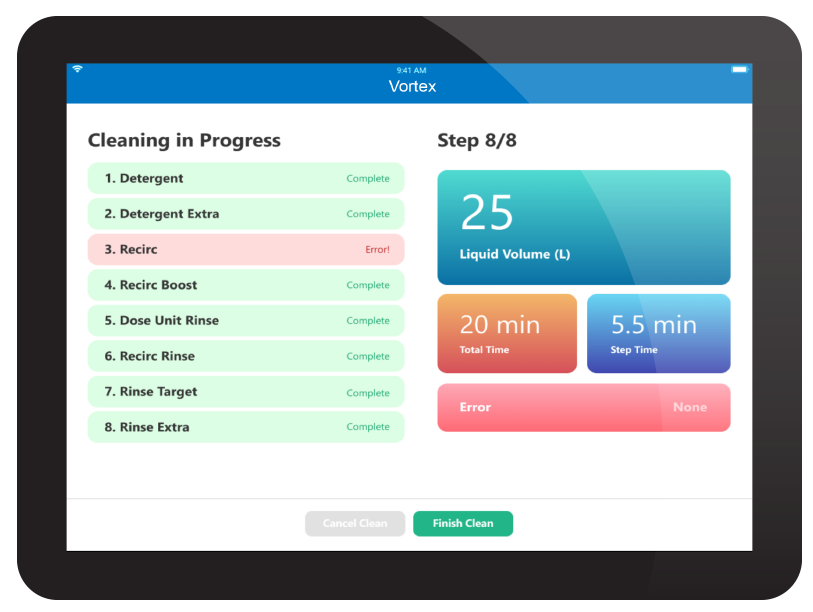 9:41 AM
Vortex
Cleaning in Progress
1. Detergent Complete
2. Detergent Extra Complete
3. Recirc Error!
4. Recirc Boost Complete
5. Dose Unit Rinse Complete
6. Recirc Rinse Complete
7. Rinse Target Complete
8. Rinse Extra Complete
Step 8/8
25
Liquid Volume (L)
20 min
Total Time
5.5 min
Step Time
Error None
Cancel Clean Finish Clean